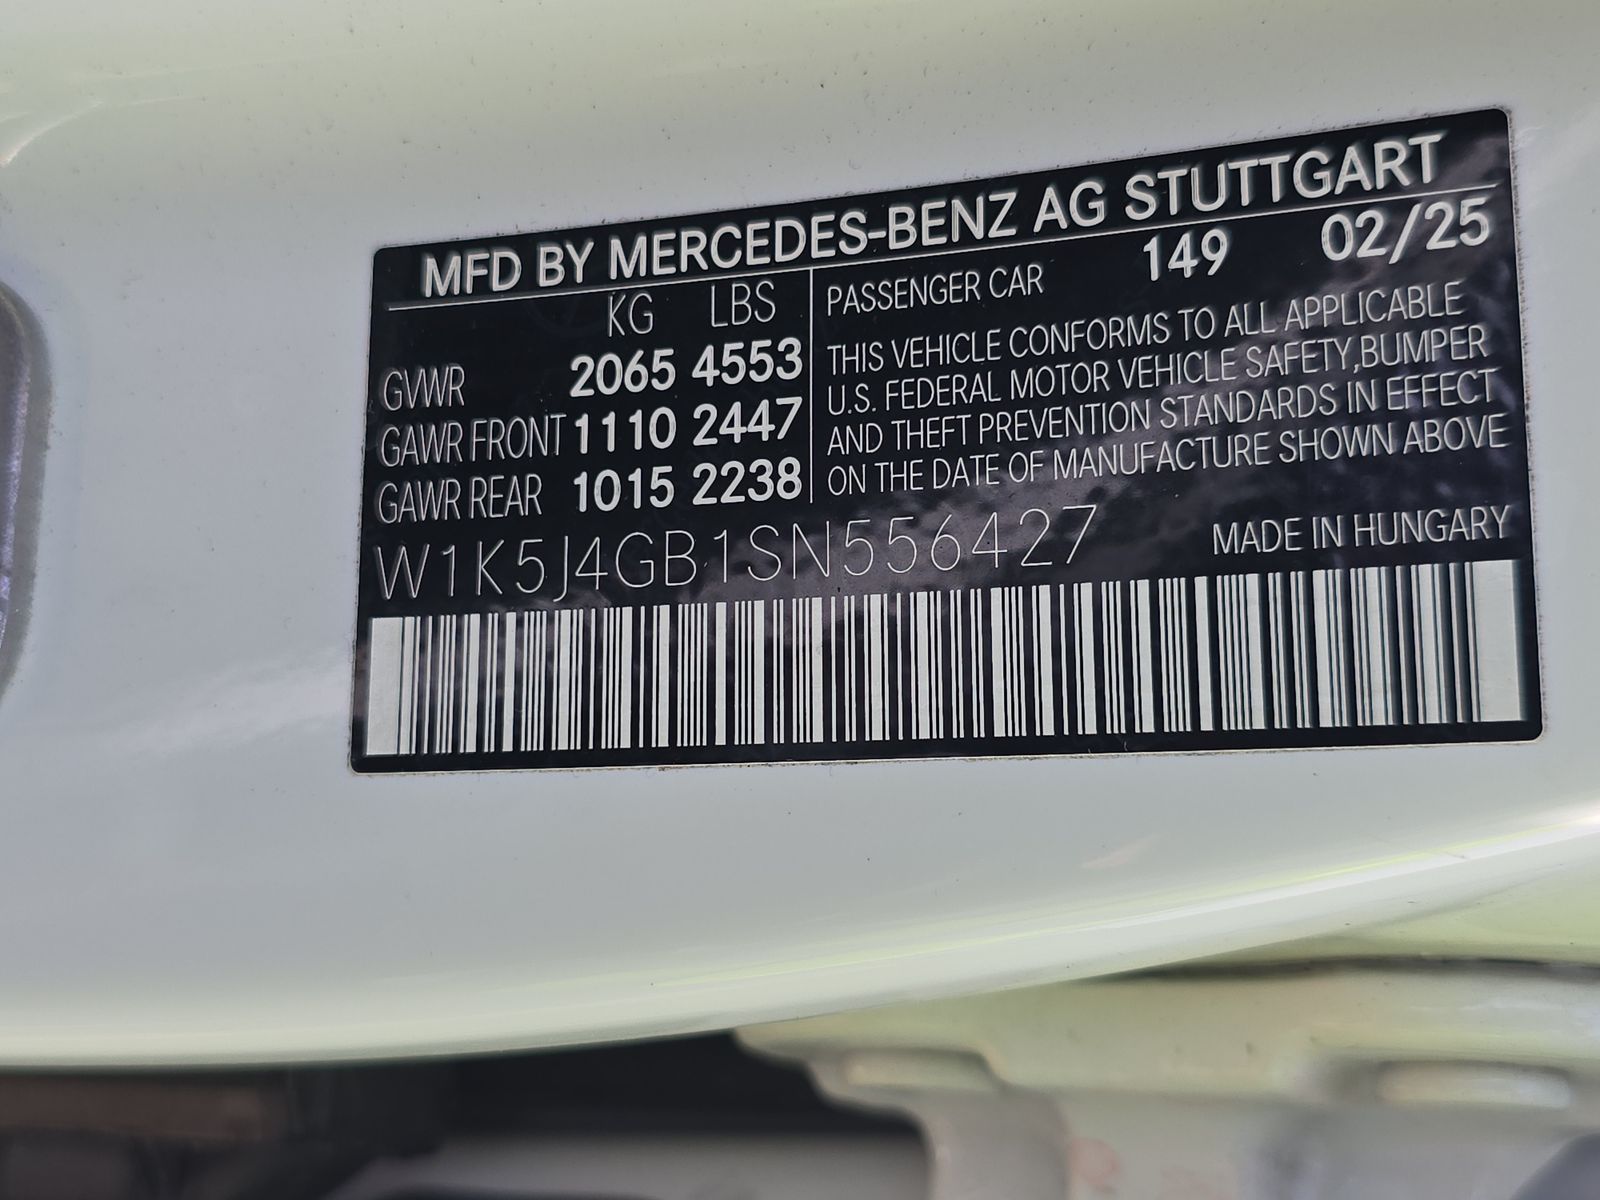 MFD BY MERCEDES-BENZ AG STUTTGART
KG LBS
GVWR 2065 4553
GAWR FRONT 1110 2447
GAWR REAR 1015 2238
PASSENGER CAR 149 02/25
THIS VEHICLE CONFORMS TO ALL APPLICABLE
U.S. FEDERAL MOTOR VEHICLE SAFETY,BUMPER
AND THEFT PREVENTION STANDARDS IN EFFECT
ON THE DATE OF MANUFACTURE SHOWN ABOVE
W1K5J4GB1SN556427
MADE IN HUNGARY